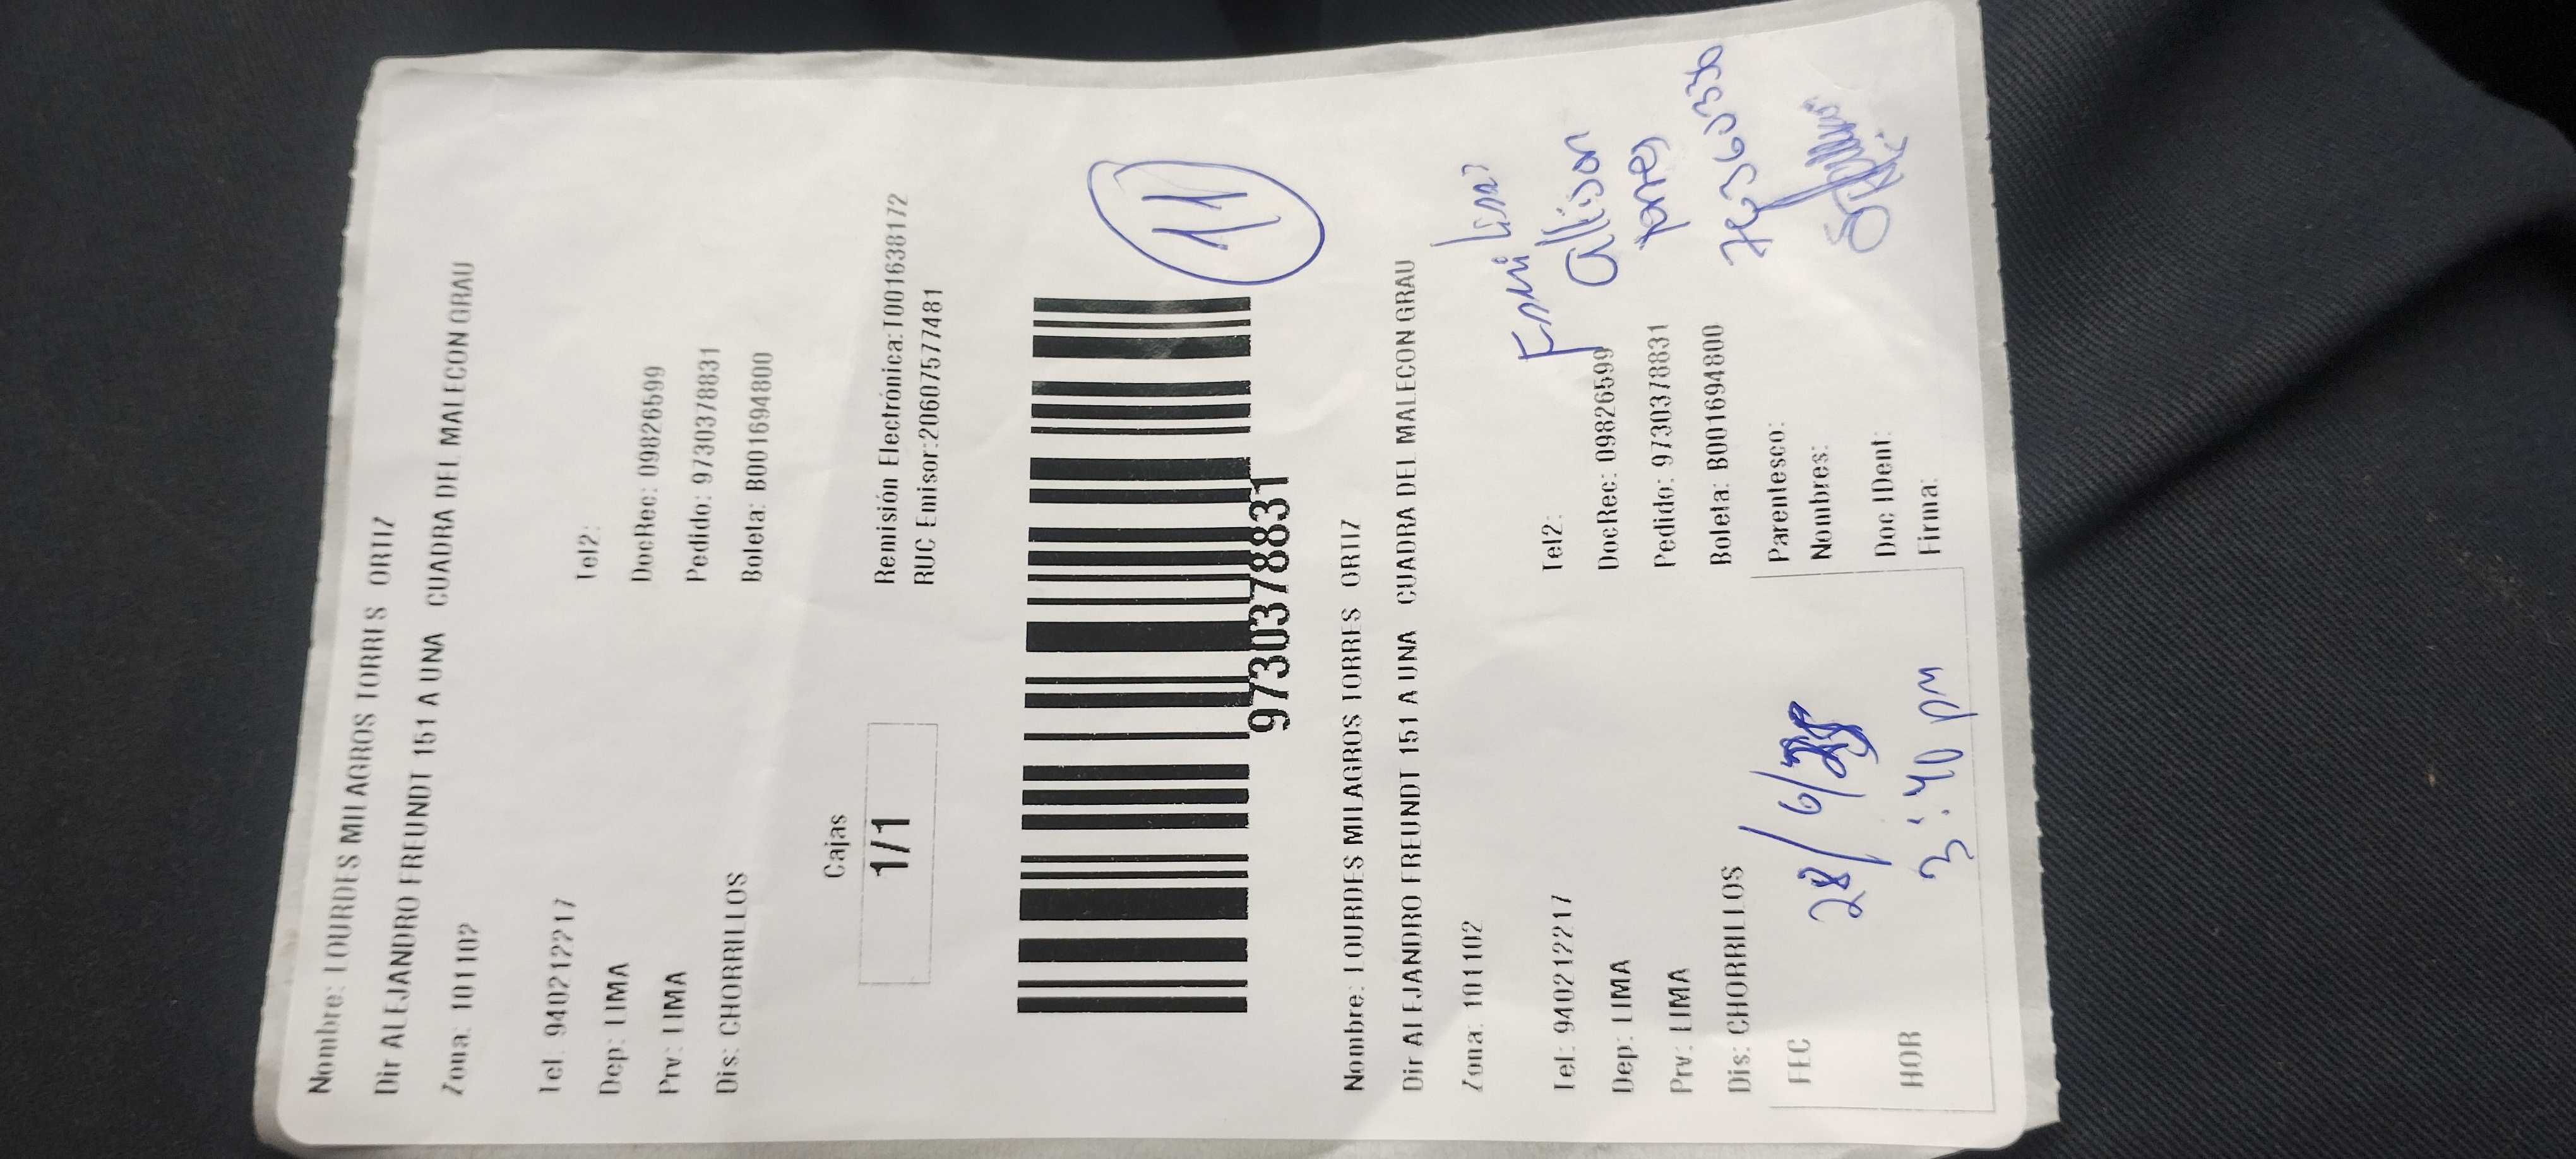 Nombre: LOURDES MILAGROS TORRES ORTIZ
Dir ALEJANDRO FREUNDT 151 A UNA CUADRA DEL MALECON GRAU
Zona: 101102
Tel: 940212217 Tel2:
Dep: LIMA DocRec: 09826599
Prv: LIMA Pedido: 9730378831
Dis: CHORRILLOS Boleta: B001694800
Cajas
1/1
Remisión Electrónica:T001638172
RUC Emisor:20607577481
11
9730378831
Nombre: LOURDES MILAGROS TORRES ORTIZ
Dir ALEJANDRO FREUNDT 151 A UNA CUADRA DEL MALECON GRAU
Zona: 101102
Tel: 940212217 Tel2:
Dep: LIMA DocRec: 09826599
Allison
Prv: LIMA Pedido: 9730378831
Dis: CHORRILLOS Boleta: B001694800
FEC 28/6/
Parentesco:
Nombres:
HOR 3:40 pm
Doc IDent:
Firma: